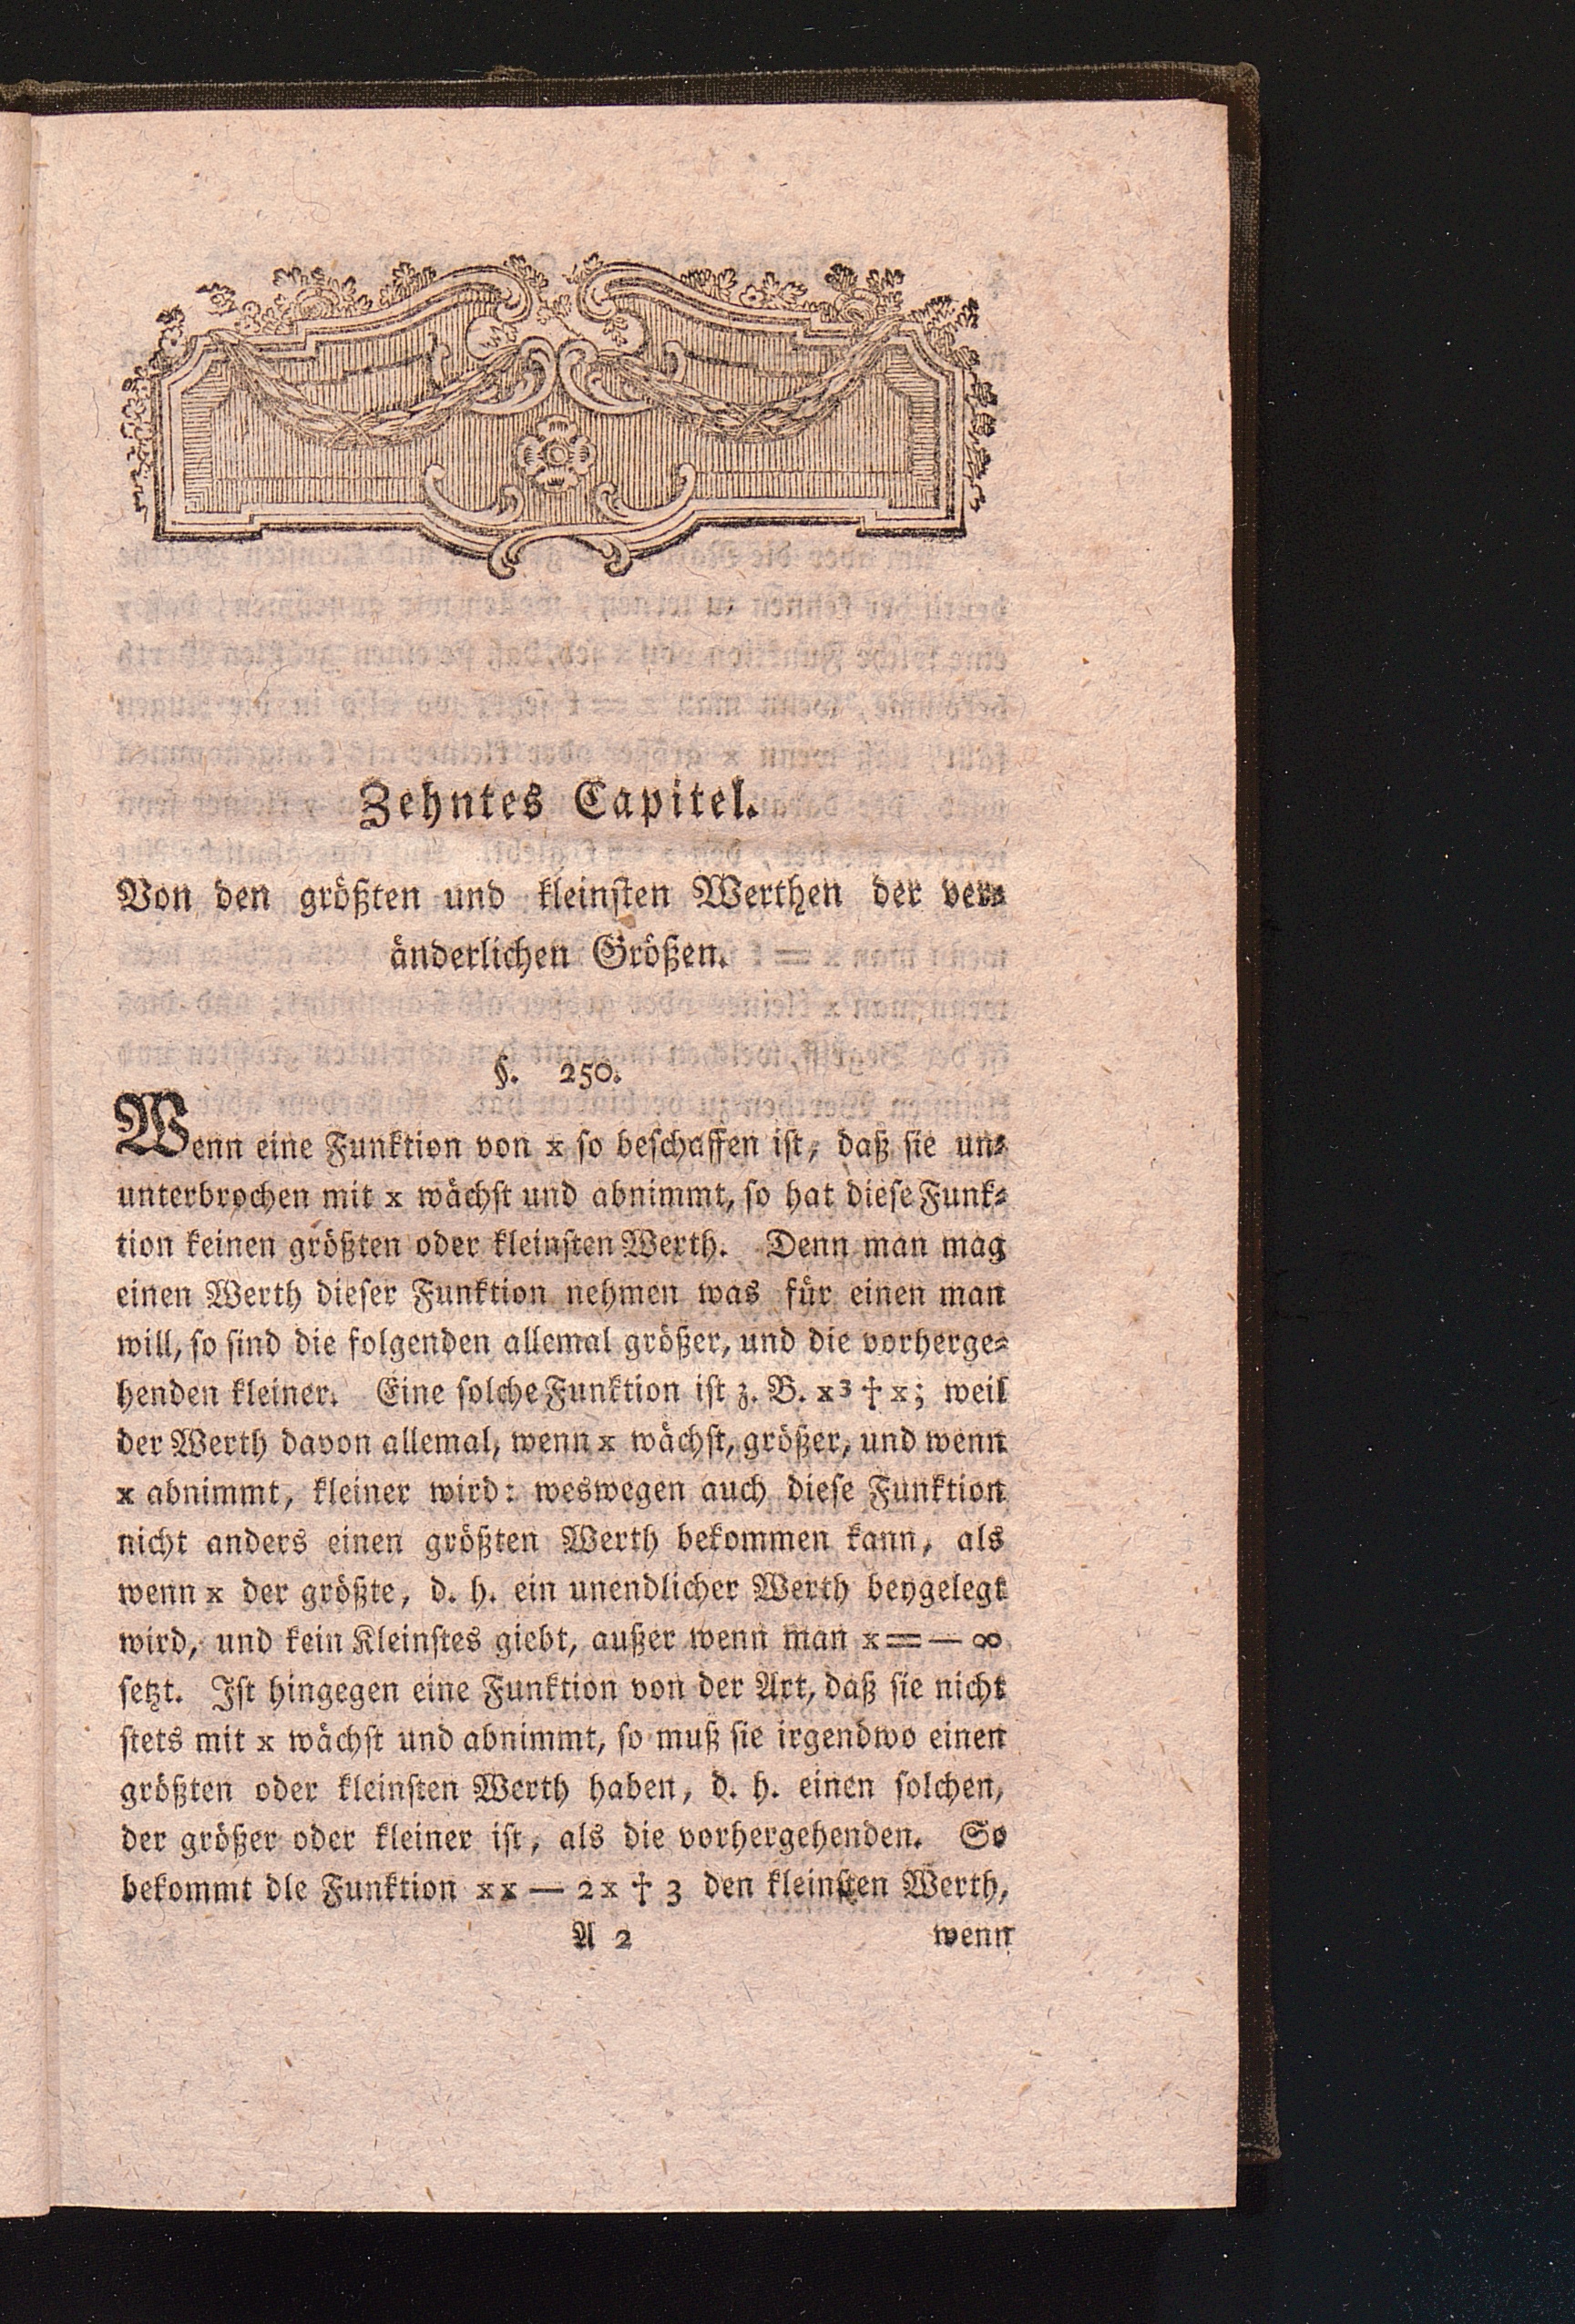 Zehntes Capitel.
Von den größten und kleinsten Werthen der ver-
änderlichen Größen.
§. 250.
Wenn eine Funktion von x so beschaffen ist, daß sie un-
unterbrochen mit x wächst und abnimmt, so hat diese Funk-
tion keinen größten oder kleinsten Werth. Denn man mag
einen Werth dieser Funktion nehmen was für einen man
will, so sind die folgenden allemal größer, und die vorherge-
henden kleiner. Eine solche Funktion ist z. B. x³ † x; weil
der Werth davon allemal, wenn x wächst, größer, und wenn
x abnimmt, kleiner wird: weswegen auch diese Funktion
nicht anders einen größten Werth bekommen kann, als
wenn x der größte, d. h. ein unendlicher Werth beygelegt
wird, und kein Kleinstes giebt, außer wenn man x = — ∞
setzt. Ist hingegen eine Funktion von der Art, daß sie nicht
stets mit x wächst und abnimmt, so muß sie irgendwo einen
größten oder kleinsten Werth haben, d. h. einen solchen,
der größer oder kleiner ist, als die vorhergehenden. So
bekommt dle Funktion xx — 2x † 3 den kleinsten Werth,
A 2 wenn